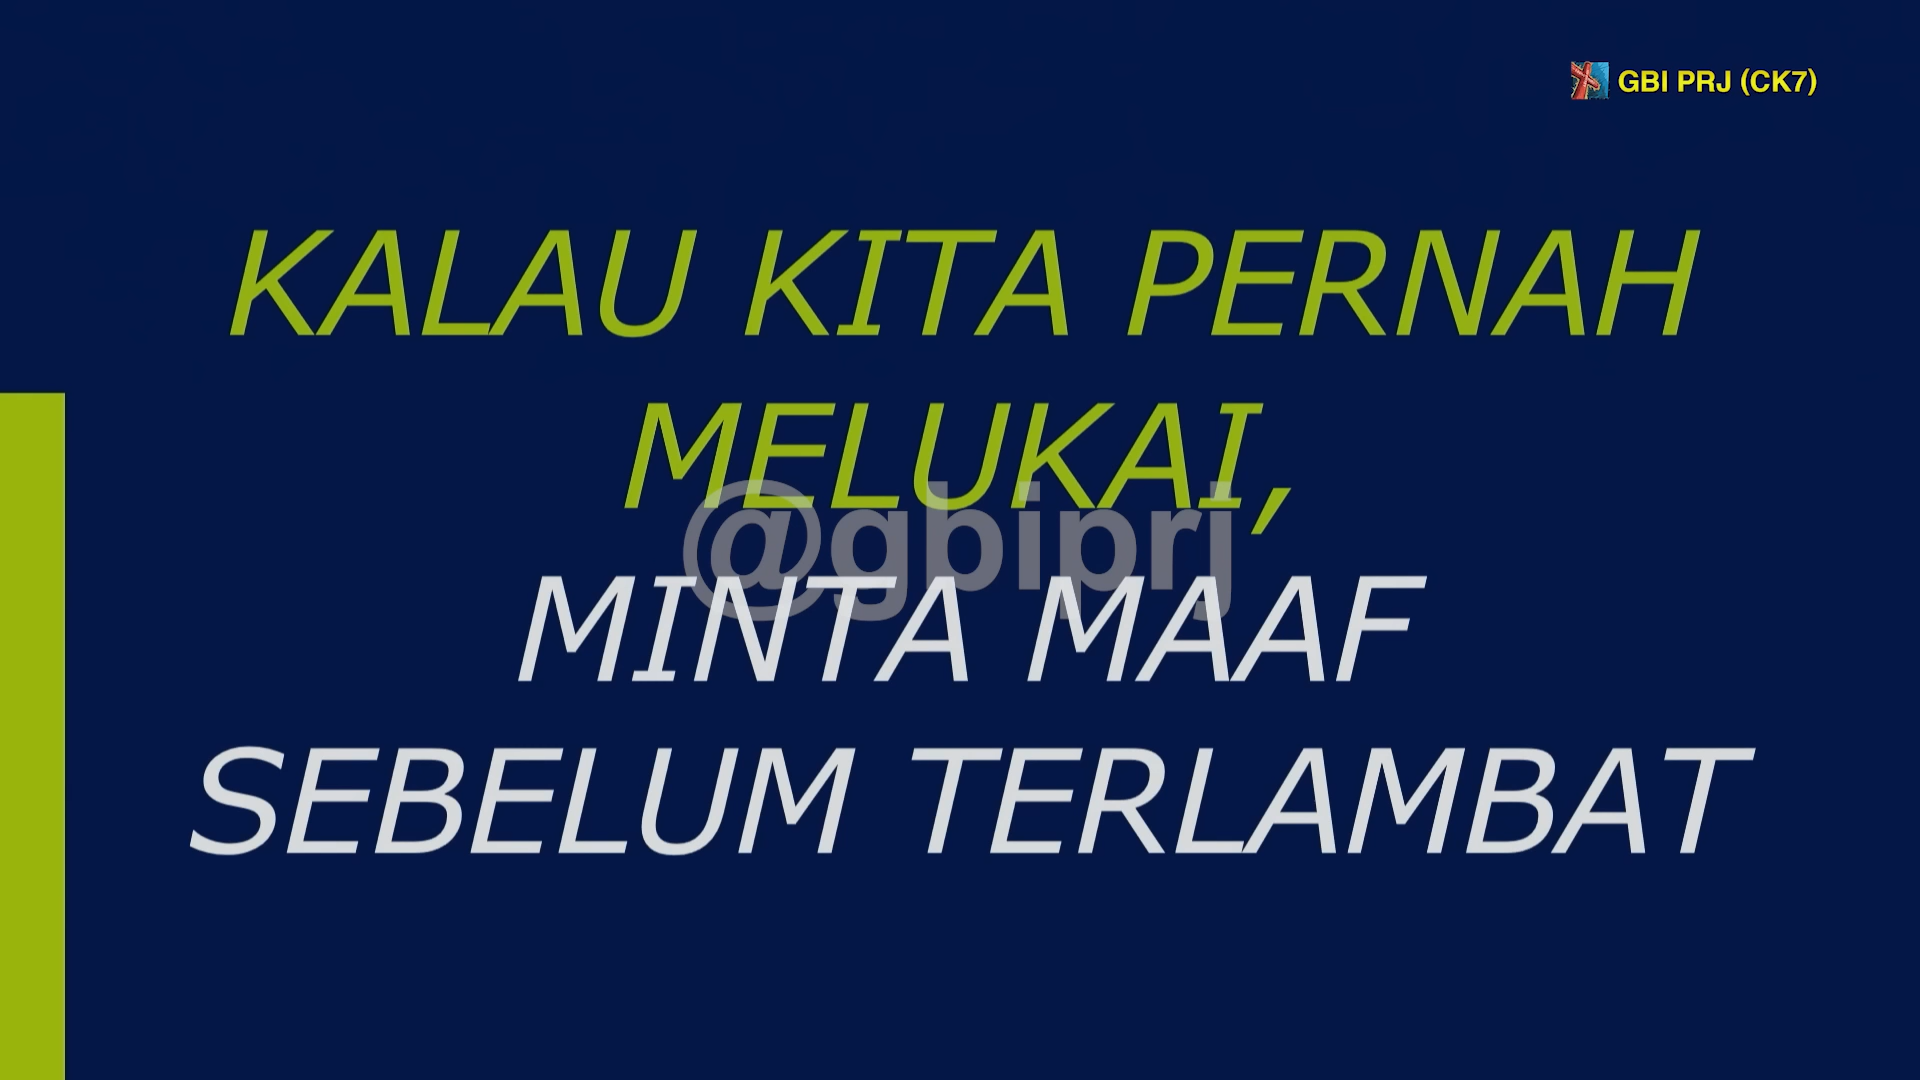 GBI PRJ (CK7)
KALAU KITA PERNAH
MELUKAI,
@gbiprj
MINTA MAAF
SEBELUM TERLAMBAT